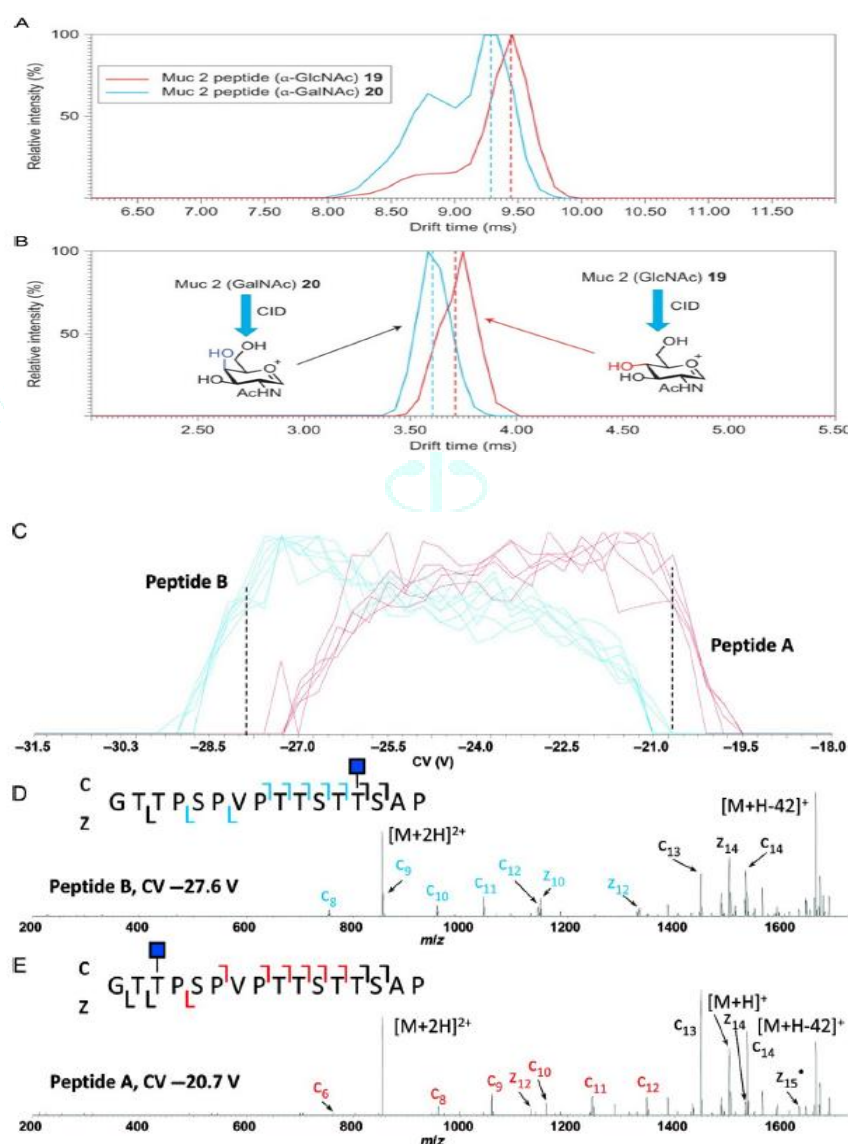 A
Relative intensity (%)
100
50
Muc 2 peptide (α-GlcNAc) 19
Muc 2 peptide (α-GalNAc) 20
6.50 7.00 7.50 8.00 8.50 9.00 9.50 10.00 10.50 11.00 11.50
Drift time (ms)
B
Relative intensity (%)
100
50
Muc 2 (GalNAc) 20
CID
HO OH
O+
HO
AcHN
Muc 2 (GlcNAc) 19
CID
OH
HO O+
HO
AcHN
2.50 3.00 3.50 4.00 4.50 5.00 5.50
Drift time (ms)
C
Peptide B
Peptide A
–31.5 –30.3 –28.5 –27.0 –25.5 –24.0 –22.5 –21.0 –19.5 –18.0
CV (V)
D
C
G T T P S P V P T T S T T S A P
Z
[M+2H]2+
[M+H-42]+
C8 C9 C10 C11 C12 Z10 Z12 C13 Z14 C14
Peptide B, CV –27.6 V
200 400 600 800 1000 1200 1400 1600
m/z
E
C
G T T P S P V P T T S T T S A P
Z
[M+2H]2+
[M+H]+
[M+H-42]+
C6 C8 C9 Z12 C10 C11 C12 C13 Z14 C14 Z15•
Peptide A, CV –20.7 V
200 400 600 800 1000 1200 1400 1600
m/z